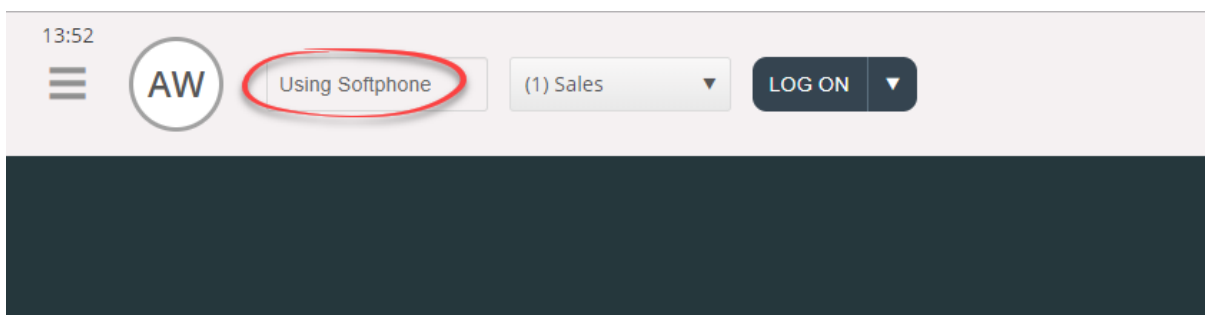 13:52
AW
Using Softphone
(1) Sales
LOG ON